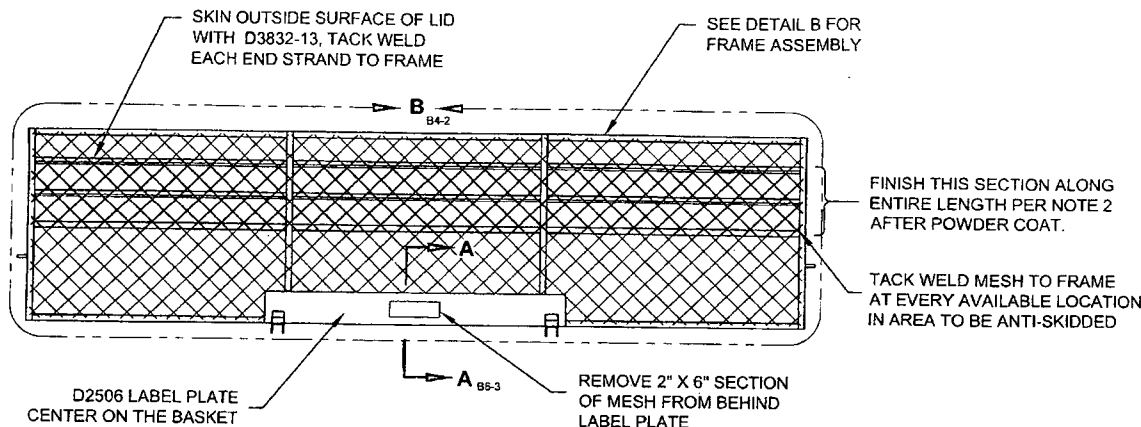 SKIN OUTSIDE SURFACE OF LID
WITH D3832-13, TACK WELD
EACH END STRAND TO FRAME
SEE DETAIL B FOR
FRAME ASSEMBLY
B
B4-2
FINISH THIS SECTION ALONG
ENTIRE LENGTH PER NOTE 2
AFTER POWDER COAT.
A
TACK WELD MESH TO FRAME
AT EVERY AVAILABLE LOCATION
IN AREA TO BE ANTI-SKIDDED
A B6-3
D2506 LABEL PLATE
CENTER ON THE BASKET
REMOVE 2" X 6" SECTION
OF MESH FROM BEHIND
LABEL PLATE